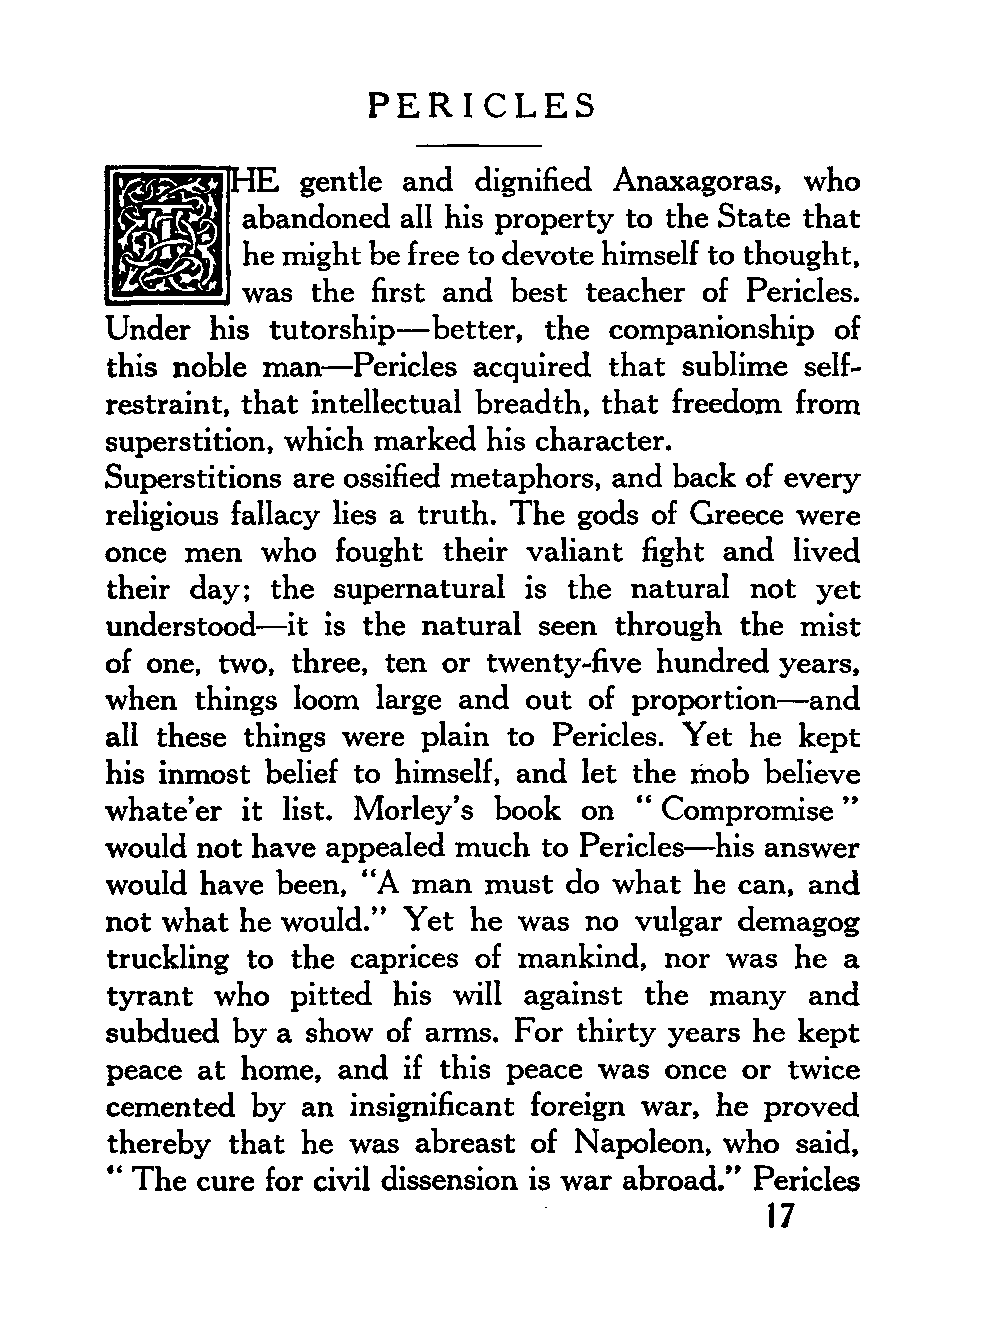 PERICLES
THE gentle and dignified Anaxagoras, who
abandoned all his property to the State that
he might be free to devote himself to thought,
was the first and best teacher of Pericles.
Under his tutorship—better, the companionship of
this noble man—Pericles acquired that sublime self-
restraint, that intellectual breadth, that freedom from
superstition, which marked his character.
Superstitions are ossified metaphors, and back of every
religious fallacy lies a truth. The gods of Greece were
once men who fought their valiant fight and lived
their day; the supernatural is the natural not yet
understood—it is the natural seen through the mist
of one, two, three, ten or twenty-five hundred years,
when things loom large and out of proportion—and
all these things were plain to Pericles. Yet he kept
his inmost belief to himself, and let the mob believe
whate'er it list. Morley's book on " Compromise "
would not have appealed much to Pericles—his answer
would have been, "A man must do what he can, and
not what he would." Yet he was no vulgar demagog
truckling to the caprices of mankind, nor was he a
tyrant who pitted his will against the many and
subdued by a show of arms. For thirty years he kept
peace at home, and if this peace was once or twice
cemented by an insignificant foreign war, he proved
thereby that he was abreast of Napoleon, who said,
" The cure for civil dissension is war abroad." Pericles
17